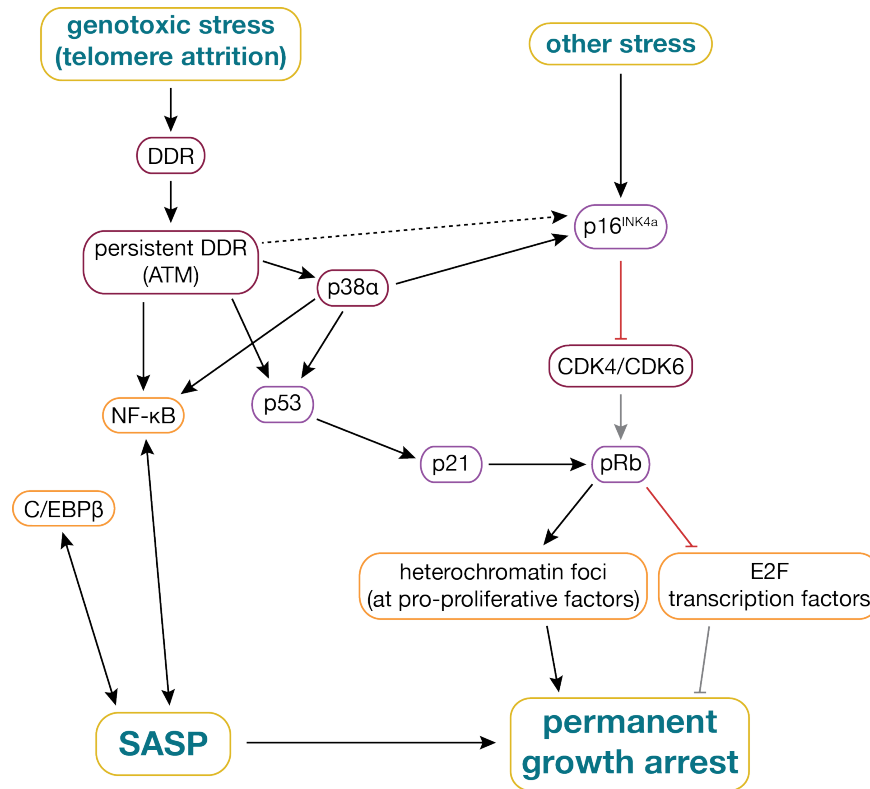 genotoxic stress
(telomere attrition)
other stress
DDR
p16INK4a
persistent DDR
(ATM)
p38α
CDK4/CDK6
p53
NF-κB
p21
pRb
C/EBPβ
heterochromatin foci
(at pro-proliferative factors)
E2F
transcription factors
SASP
permanent
growth arrest